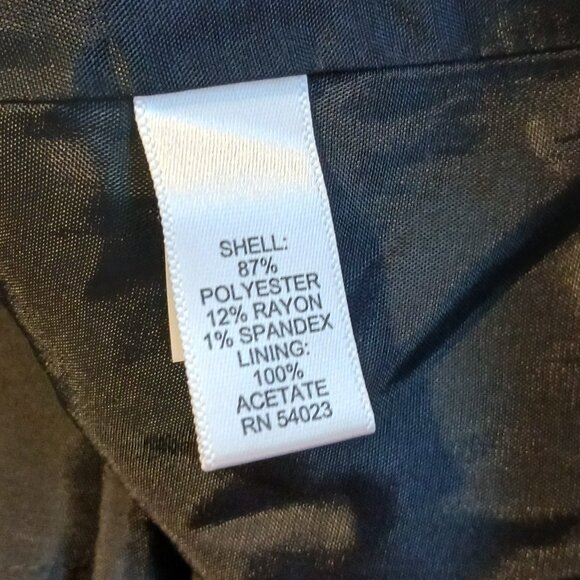 SHELL:
87%
POLYESTER
12% RAYON
1% SPANDEX
LINING:
100%
ACETATE
RN 54023